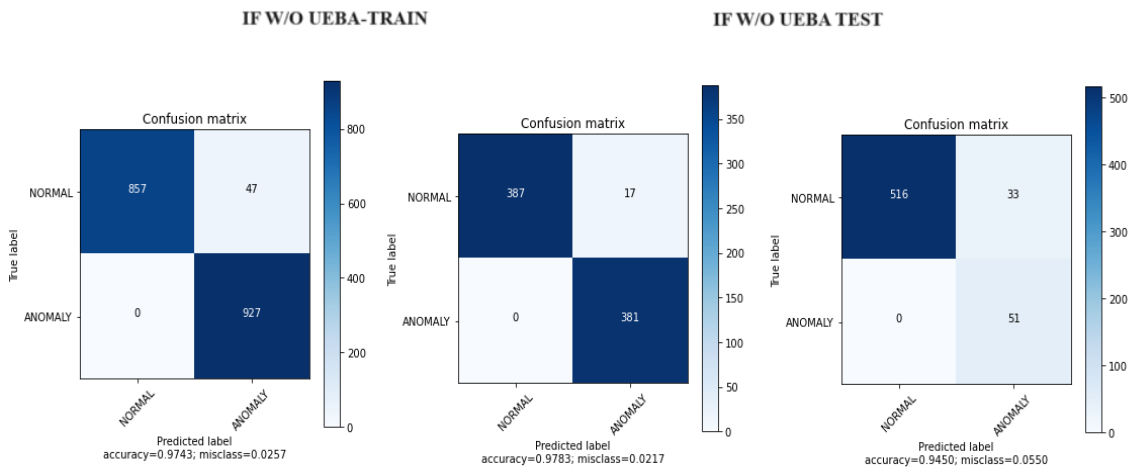 IF W/O UEBA-TRAIN
IF W/O UEBA TEST
Confusion matrix
NORMAL
ANOMALY
True label
857
47
0
927
NORMAL
ANOMALY
Predicted label
accuracy=0.9743; misclass=0.0257
800
600
400
200
0
Confusion matrix
NORMAL
ANOMALY
True label
387
17
0
381
NORMAL
ANOMALY
Predicted label
accuracy=0.9783; misclass=0.0217
350
300
250
200
150
100
50
0
Confusion matrix
NORMAL
ANOMALY
True label
516
33
0
51
NORMAL
ANOMALY
Predicted label
accuracy=0.9450; misclass=0.0550
500
400
300
200
100
0